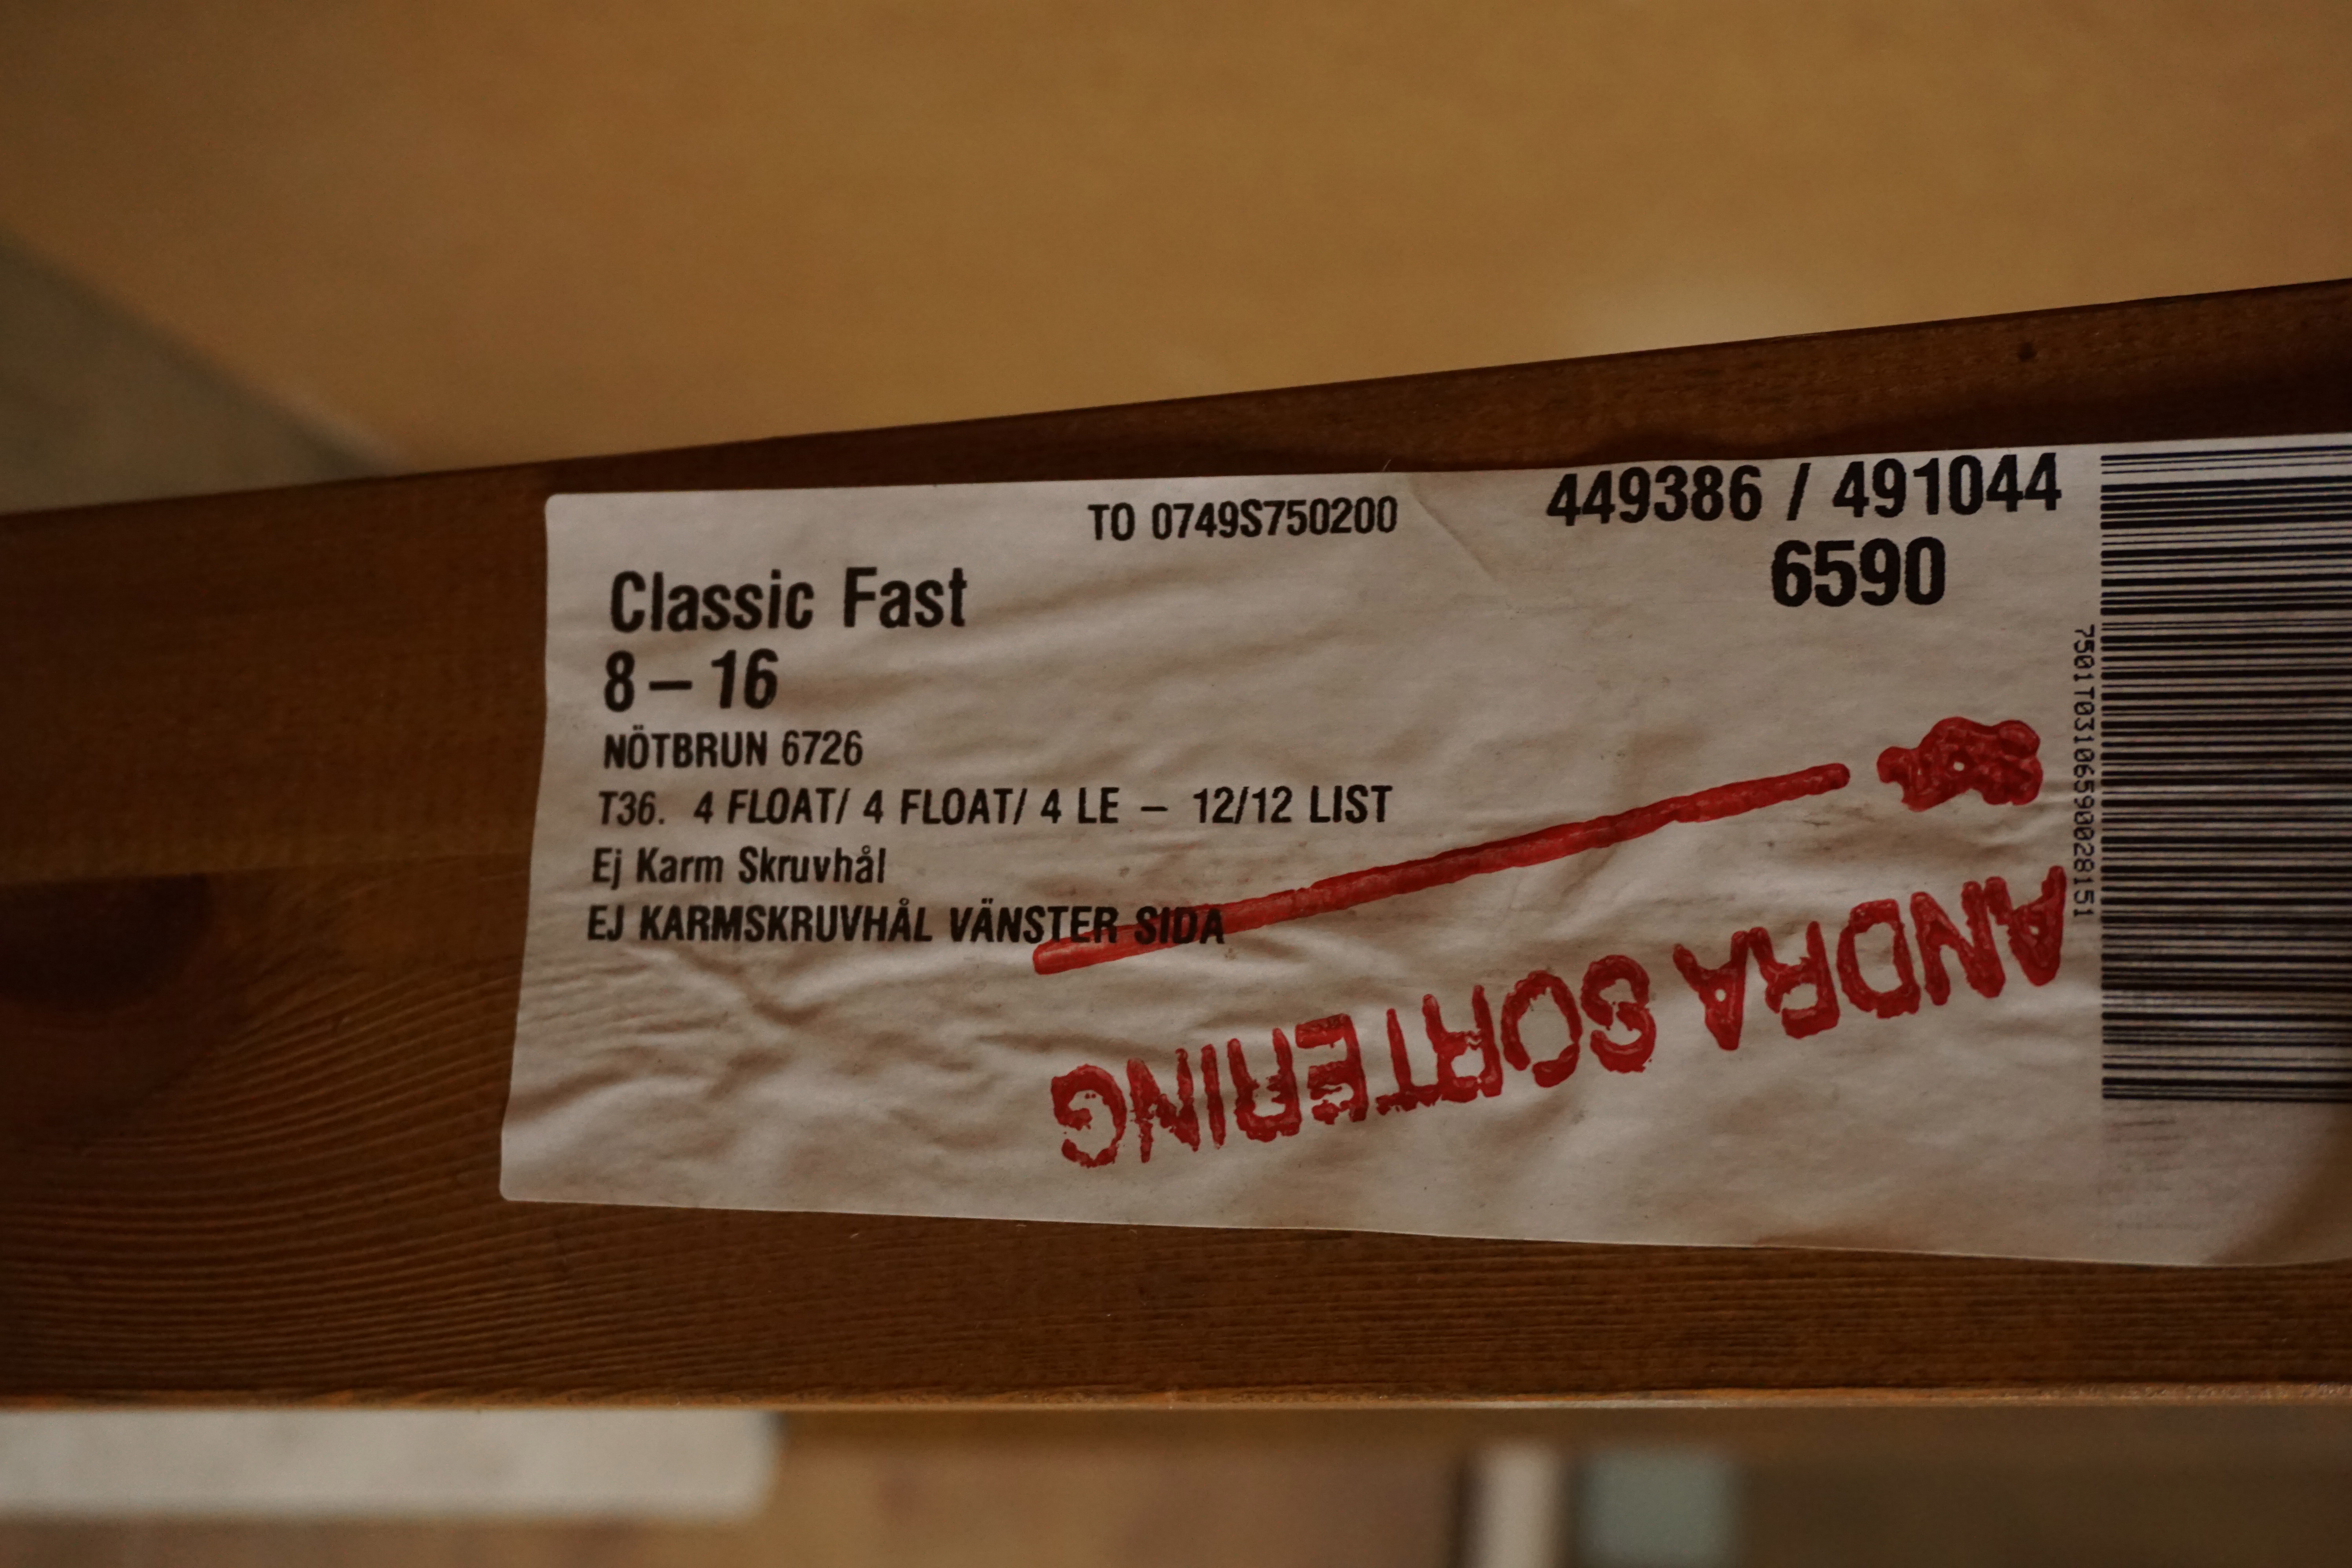 TO 0749S750200
449386 / 491044
6590
Classic Fast
8 – 16
NÖTBRUN 6726
T36. 4 FLOAT/ 4 FLOAT/ 4 LE – 12/12 LIST
Ej Karm Skruvhål
EJ KARMSKRUVHÅL VÄNSTER SIDA
ANDRA SORTERING
7501T03106590028151